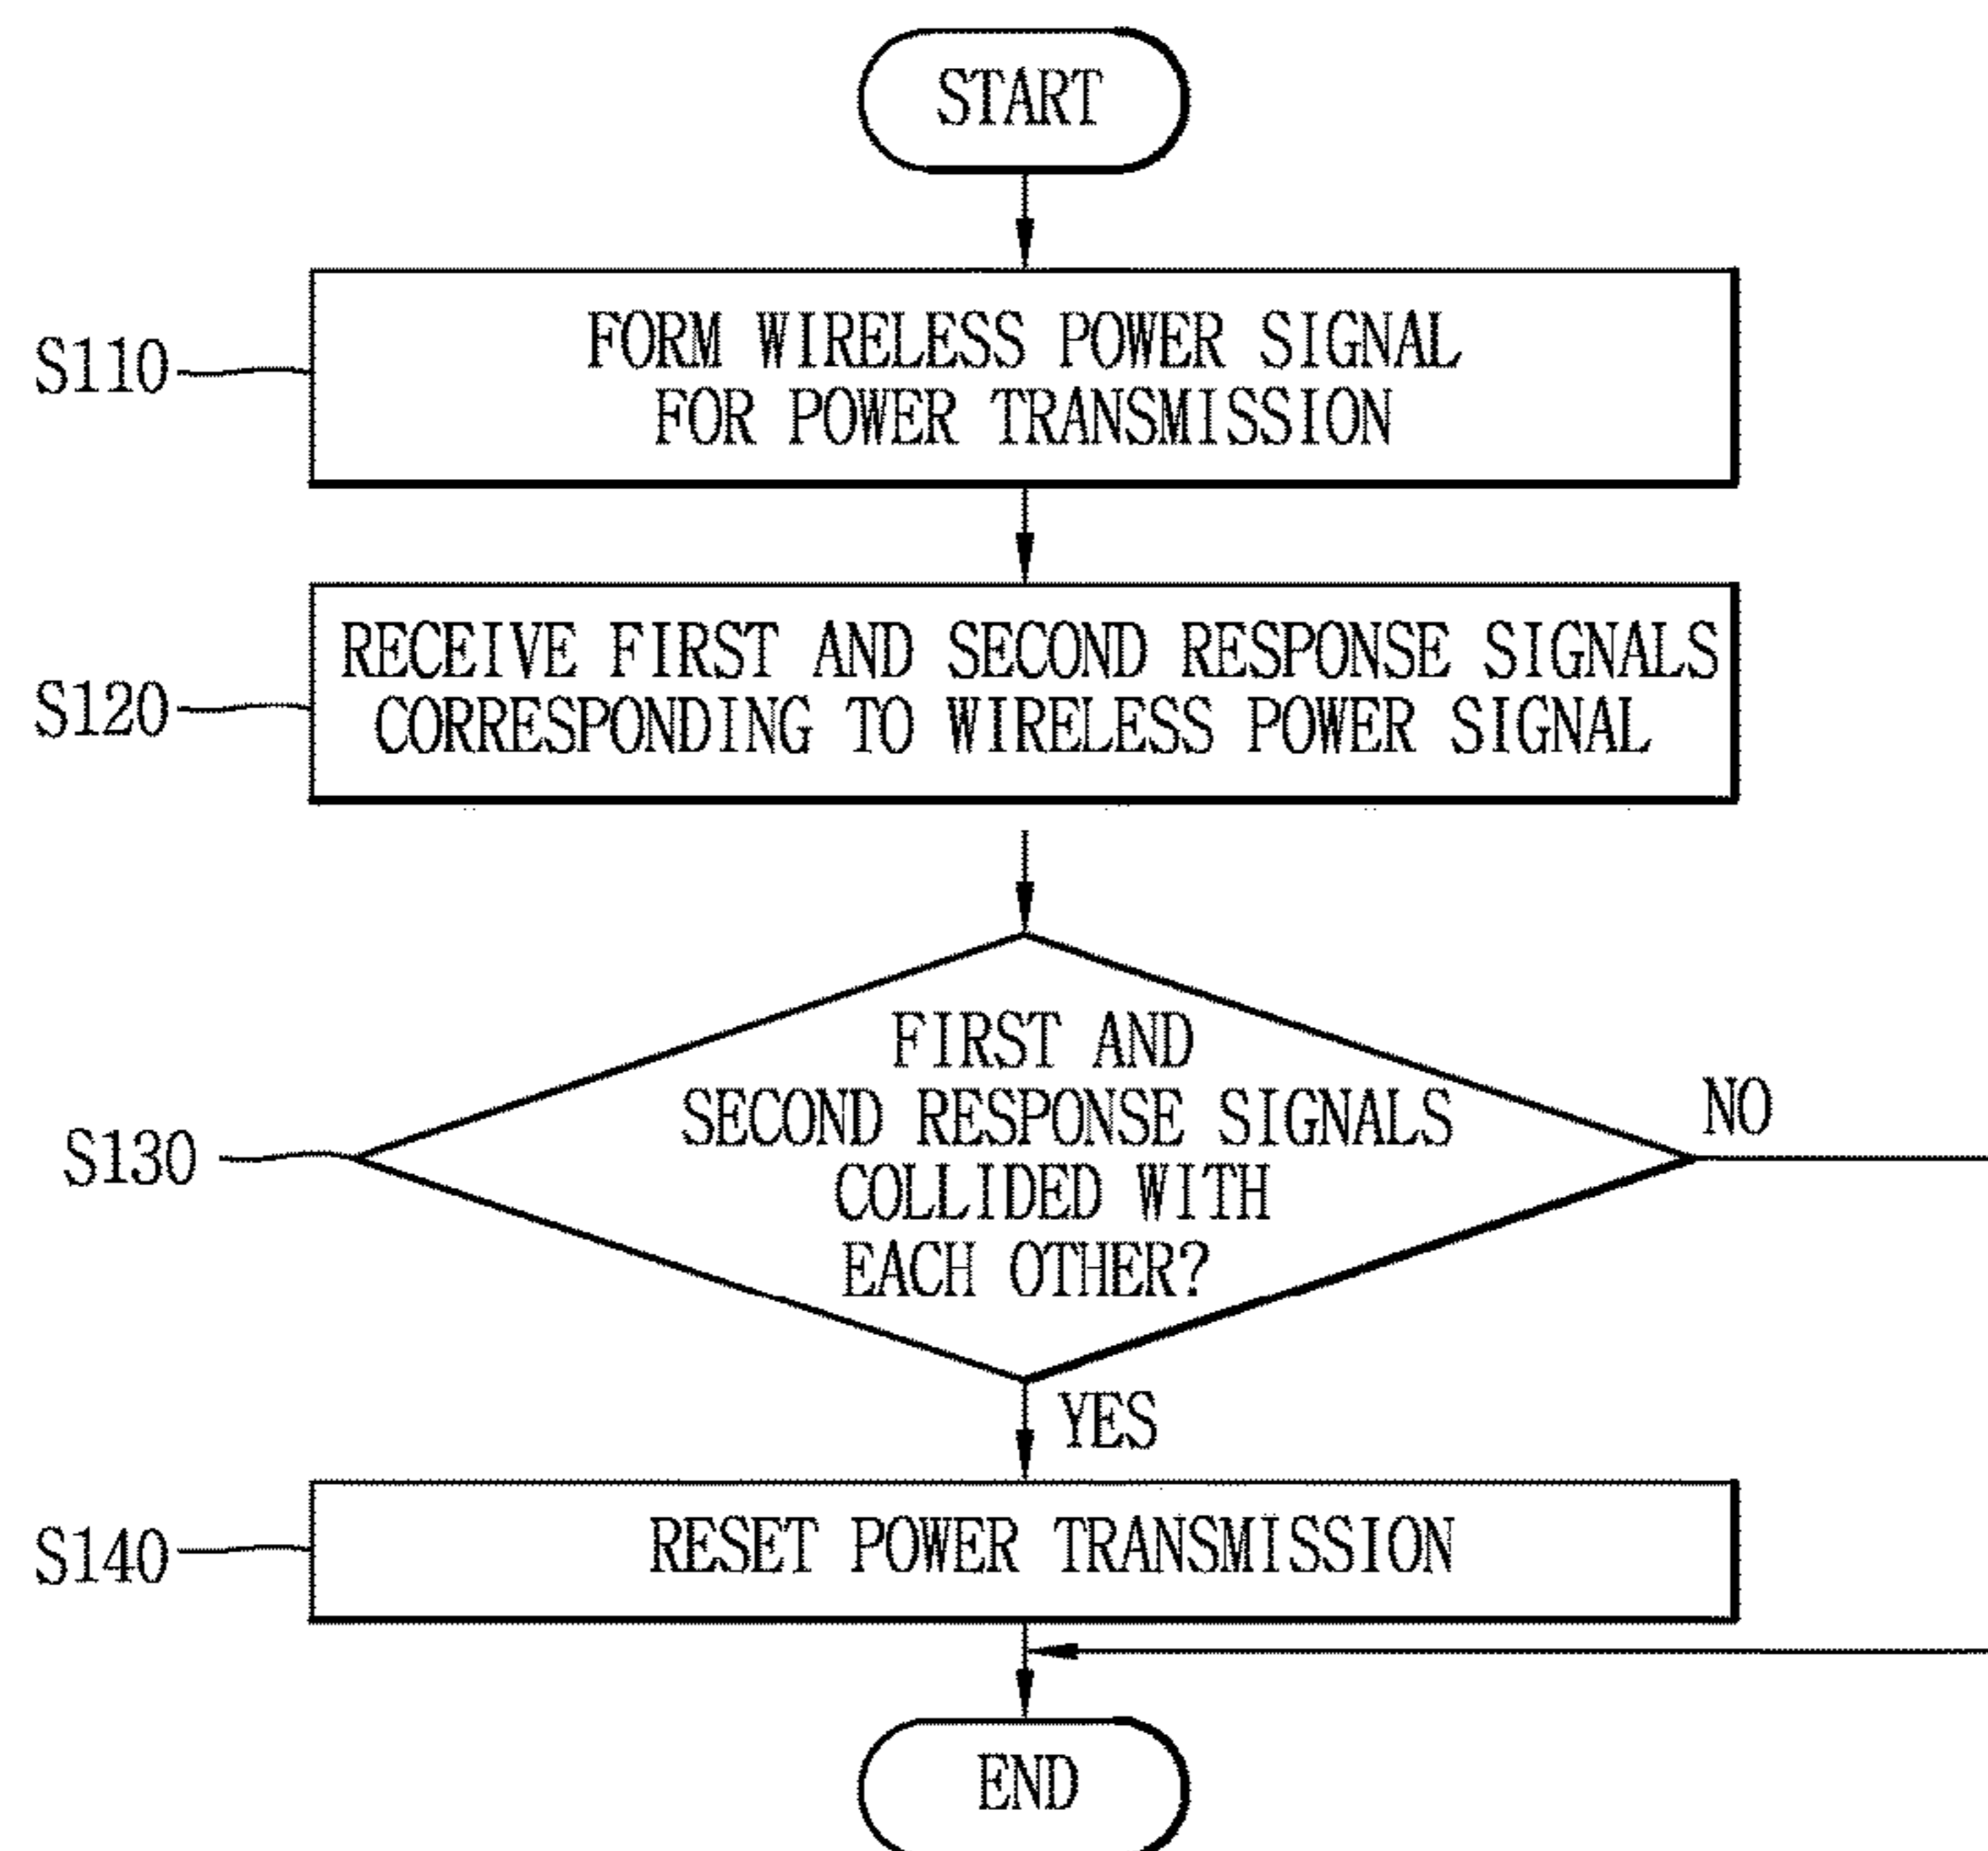 START
S110
FORM WIRELESS POWER SIGNAL
FOR POWER TRANSMISSION
S120
RECEIVE FIRST AND SECOND RESPONSE SIGNALS
CORRESPONDING TO WIRELESS POWER SIGNAL
S130
FIRST AND
SECOND RESPONSE SIGNALS
COLLIDED WITH
EACH OTHER?
NO
YES
S140
RESET POWER TRANSMISSION
END